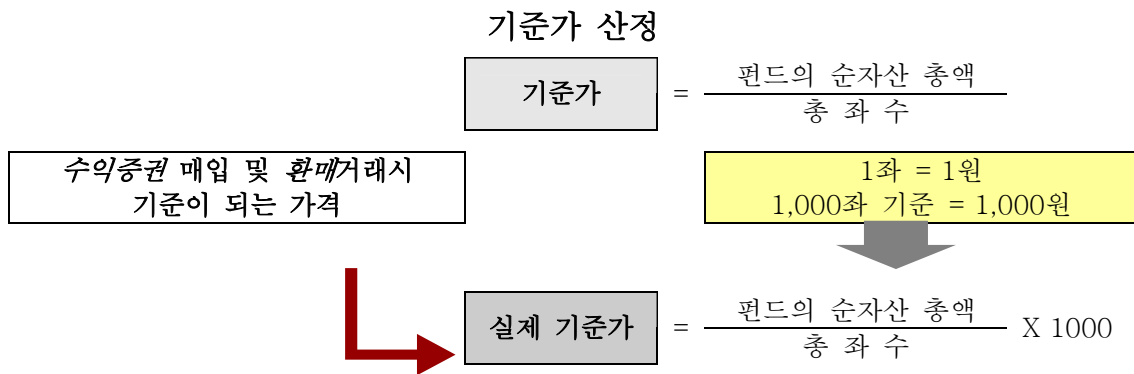 기준가 산정
기준가 = 펀드의 순자산 총액
총 좌 수
수익증권 매입 및 환매거래시
기준이 되는 가격
1좌 = 1원
1,000좌 기준 = 1,000원
실제 기준가 = 펀드의 순자산 총액
총 좌 수
X 1000